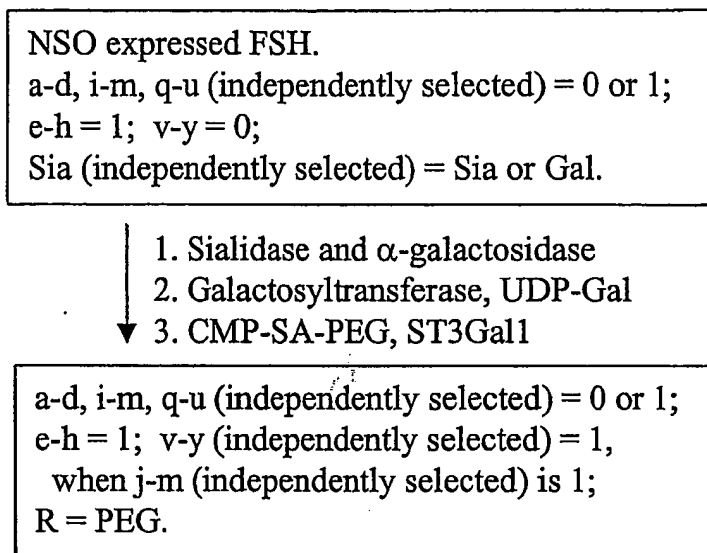 NSO expressed FSH.
a-d, i-m, q-u (independently selected) = 0 or 1;
e-h = 1; v-y = 0;
Sia (independently selected) = Sia or Gal.
1. Sialidase and α-galactosidase
2. Galactosyltransferase, UDP-Gal
3. CMP-SA-PEG, ST3Gal1
a-d, i-m, q-u (independently selected) = 0 or 1;
e-h = 1; v-y (independently selected) = 1,
when j-m (independently selected) is 1;
R = PEG.